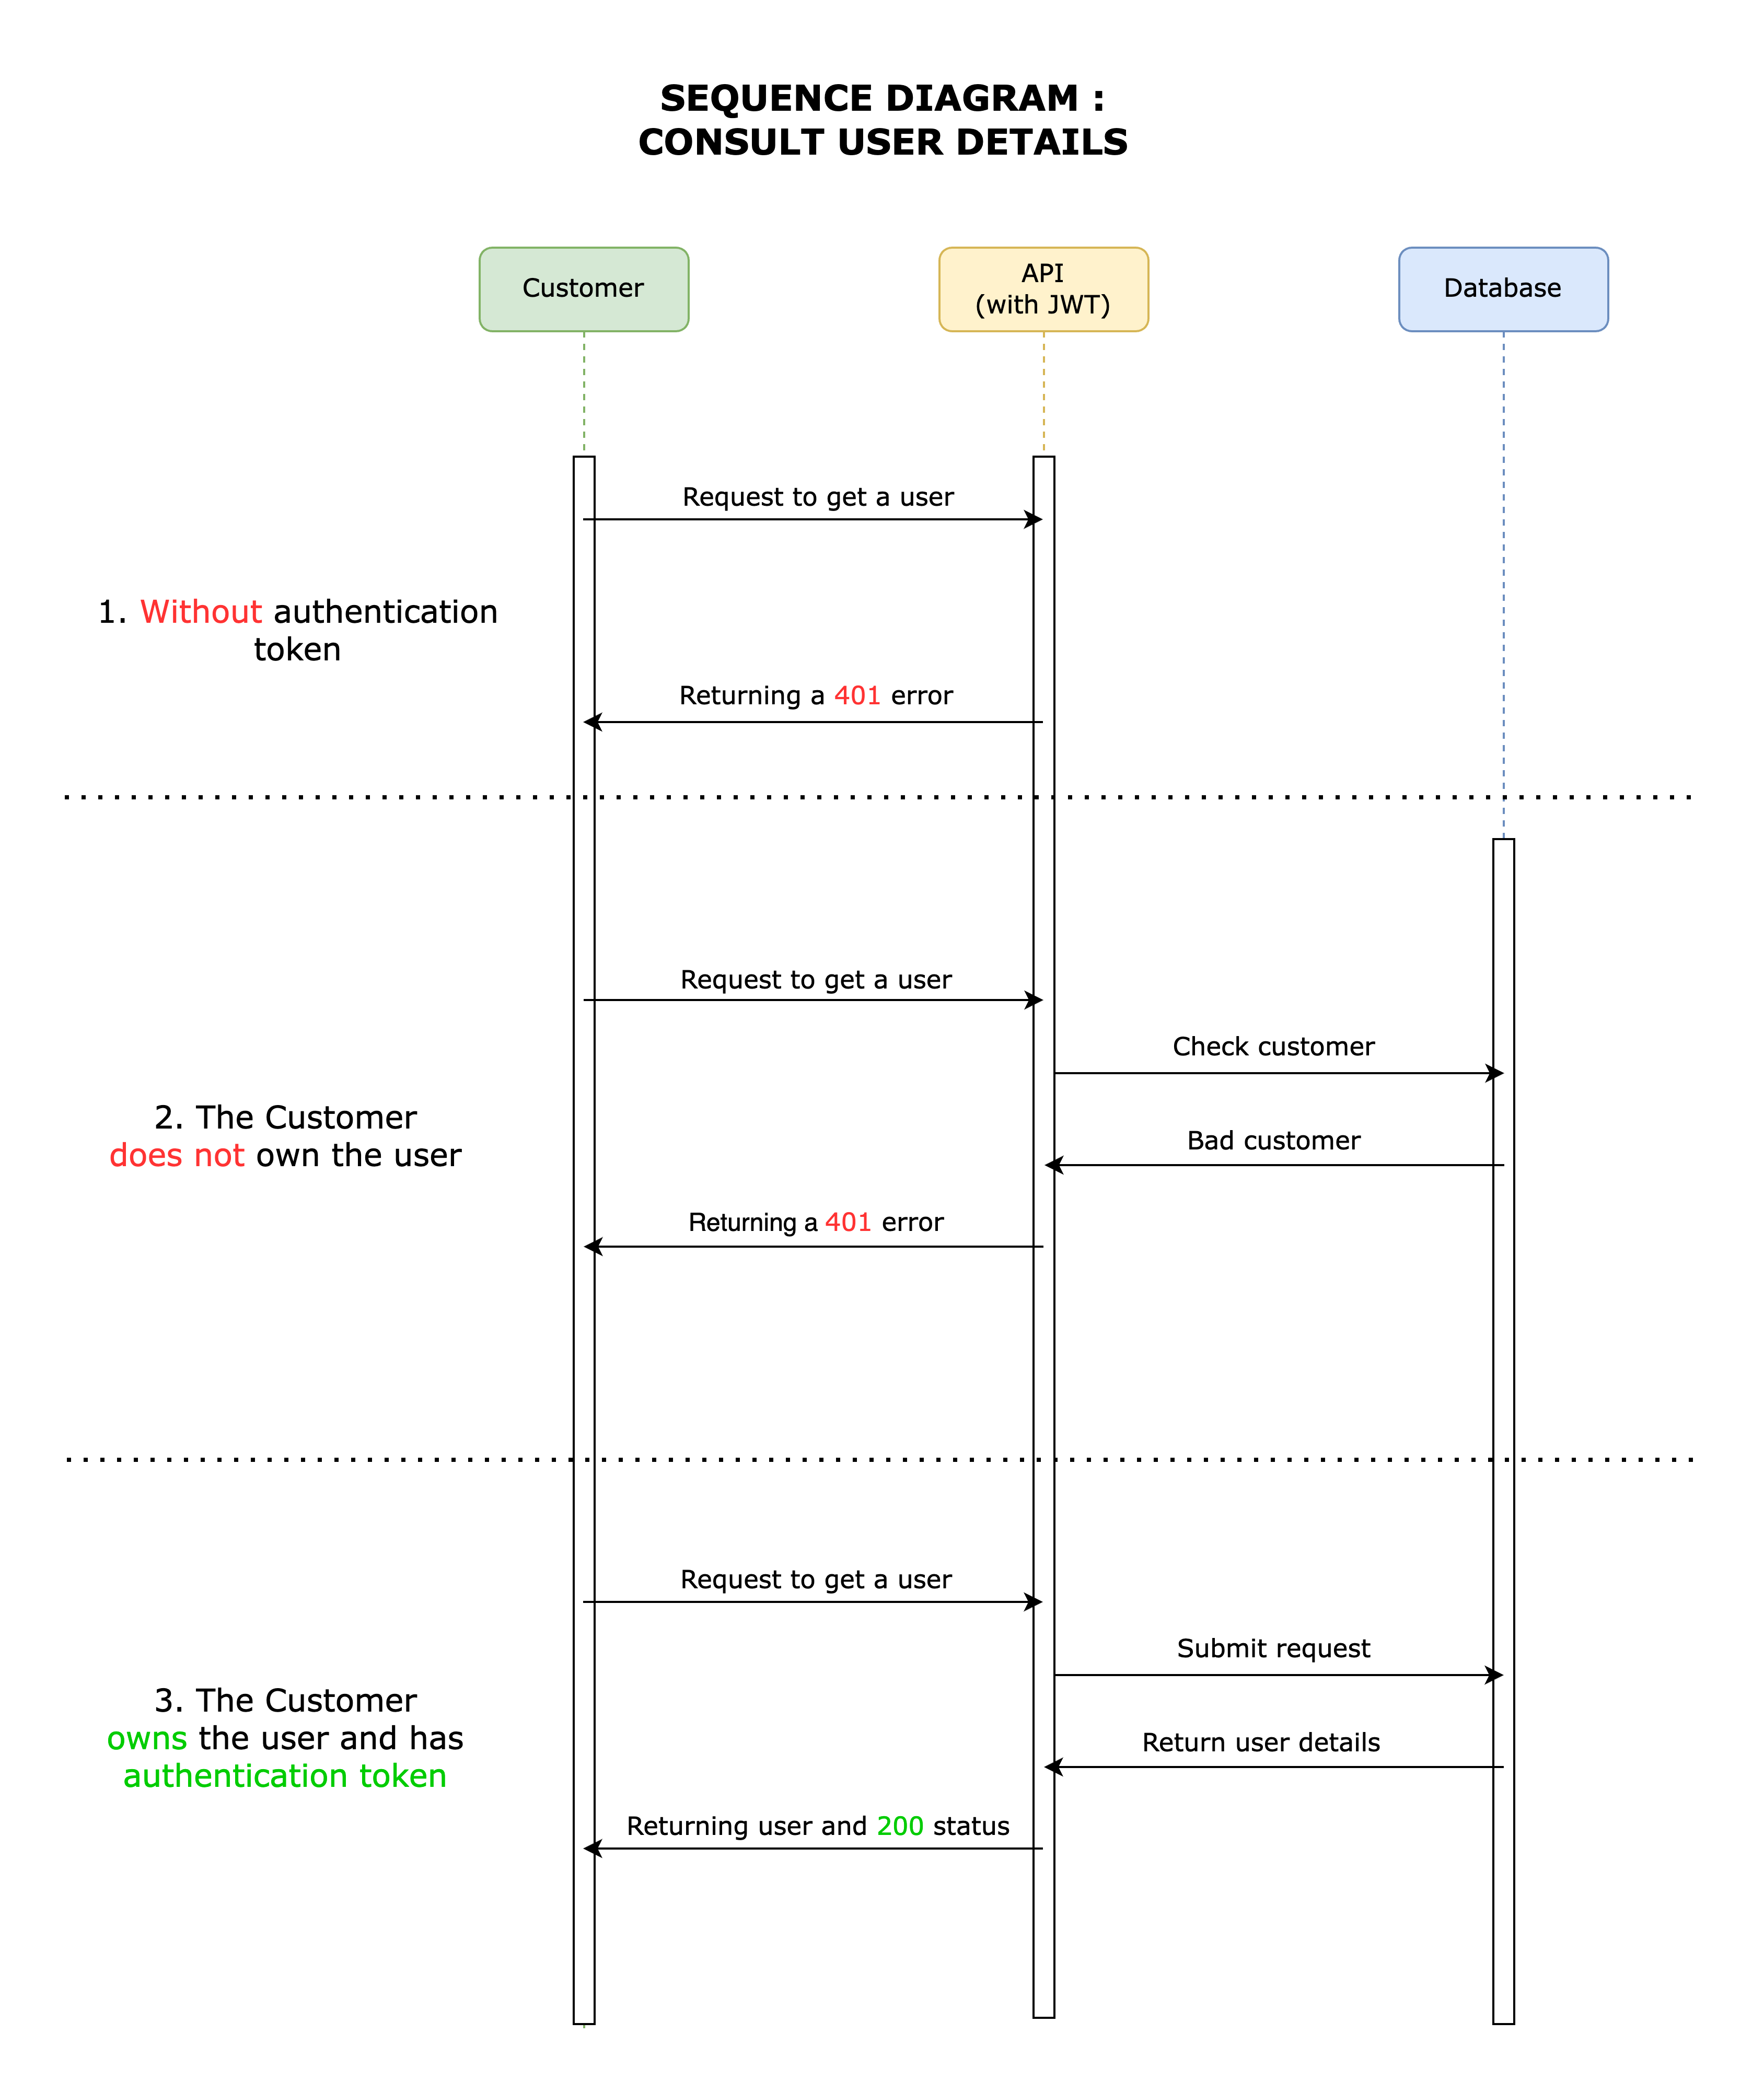 SEQUENCE DIAGRAM :
CONSULT USER DETAILS
Customer
API
(with JWT)
Database
Request to get a user
1. Without authentication
token
Returning a 401 error
Request to get a user
Check customer
2. The Customer
does not own the user
Bad customer
Returning a 401 error
Request to get a user
Submit request
3. The Customer
owns the user and has
authentication token
Return user details
Returning user and 200 status